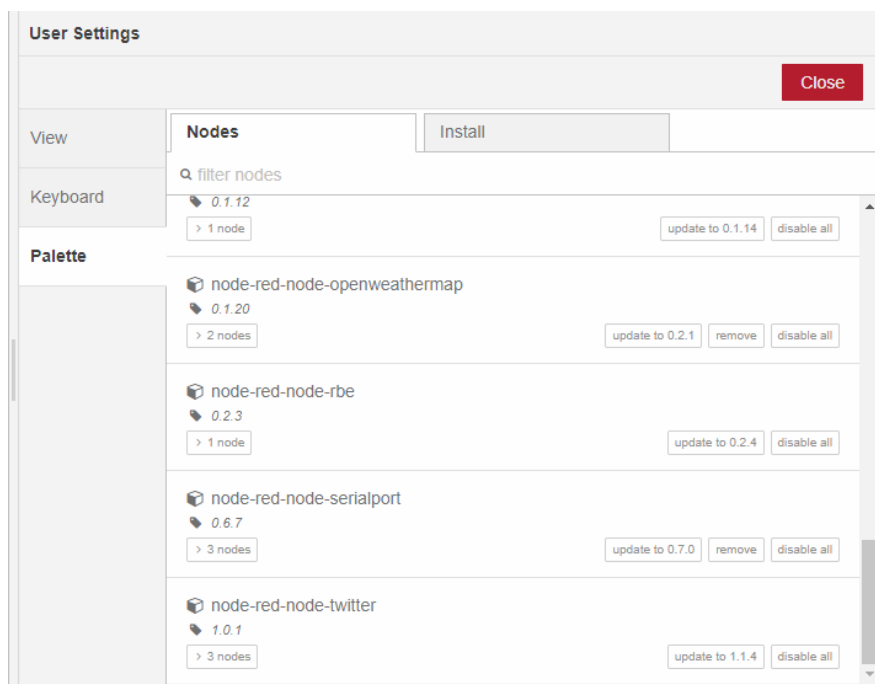 User Settings
Close
View
Keyboard
Palette
Nodes
Install
filter nodes
0.1.12
> 1 node
update to 0.1.14
disable all
node-red-node-openweathermap
0.1.20
> 2 nodes
update to 0.2.1
remove
disable all
node-red-node-rbe
0.2.3
> 1 node
update to 0.2.4
disable all
node-red-node-serialport
0.6.7
> 3 nodes
update to 0.7.0
remove
disable all
node-red-node-twitter
1.0.1
> 3 nodes
update to 1.1.4
disable all